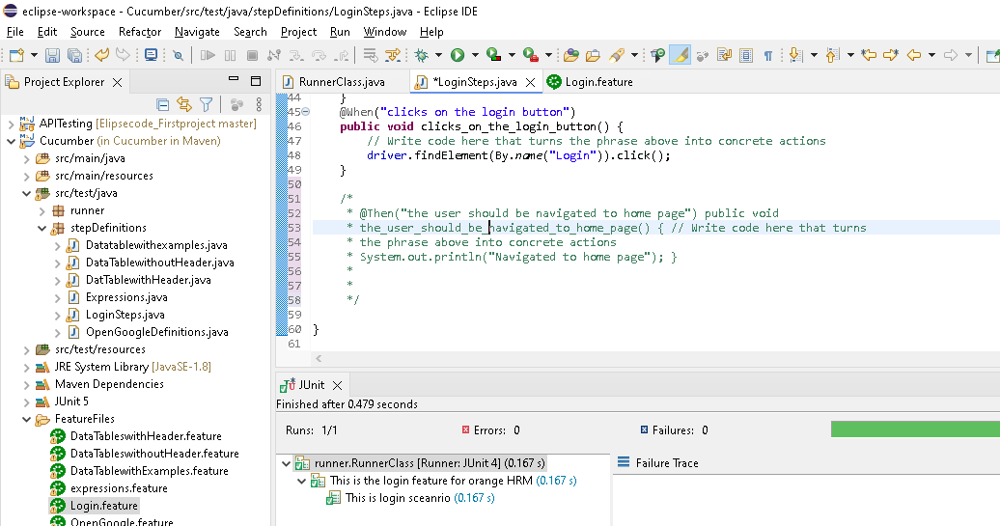 eclipse-workspace - Cucumber/src/test/java/stepDefinitions/LoginSteps.java - Eclipse IDE
File Edit Source Refactor Navigate Search Project Run Window Help
Project Explorer
RunnerClass.java *LoginSteps.java Login.feature
APITesting [Elipsecode_Firstproject master]
Cucumber (in Cucumber in Maven)
src/main/java
src/main/resources
src/test/java
runner
stepDefinitions
Datatablewithexamples.java
DataTablewithoutHeader.java
DatTablewithHeader.java
Expressions.java
LoginSteps.java
OpenGoogleDefinitions.java
src/test/resources
JRE System Library [JavaSE-1.8]
Maven Dependencies
JUnit 5
FeatureFiles
DataTableswithHeader.feature
DataTableswithoutHeader.feature
DataTablewithExamples.feature
expressions.feature
Login.feature
OpenGoogle.feature
44 }
45 @When("clicks on the login button")
46 public void clicks_on_the_login_button() {
47 // Write code here that turns the phrase above into concrete actions
48 driver.findElement(By.name("Login")).click();
49 }
50
51 /*
52 * @Then("the user should be navigated to home page") public void
53 * the_user_should_be_navigated_to_home_page() { // Write code here that turns
54 * the phrase above into concrete actions
55 * System.out.println("Navigated to home page"); }
56 *
57 *
58 */
59
60 }
61
JUnit
Finished after 0.479 seconds
Runs: 1/1 Errors: 0 Failures: 0
runner.RunnerClass [Runner: JUnit 4] (0.167 s)
This is the login feature for orange HRM (0.167 s)
This is login sceanrio (0.167 s)
Failure Trace